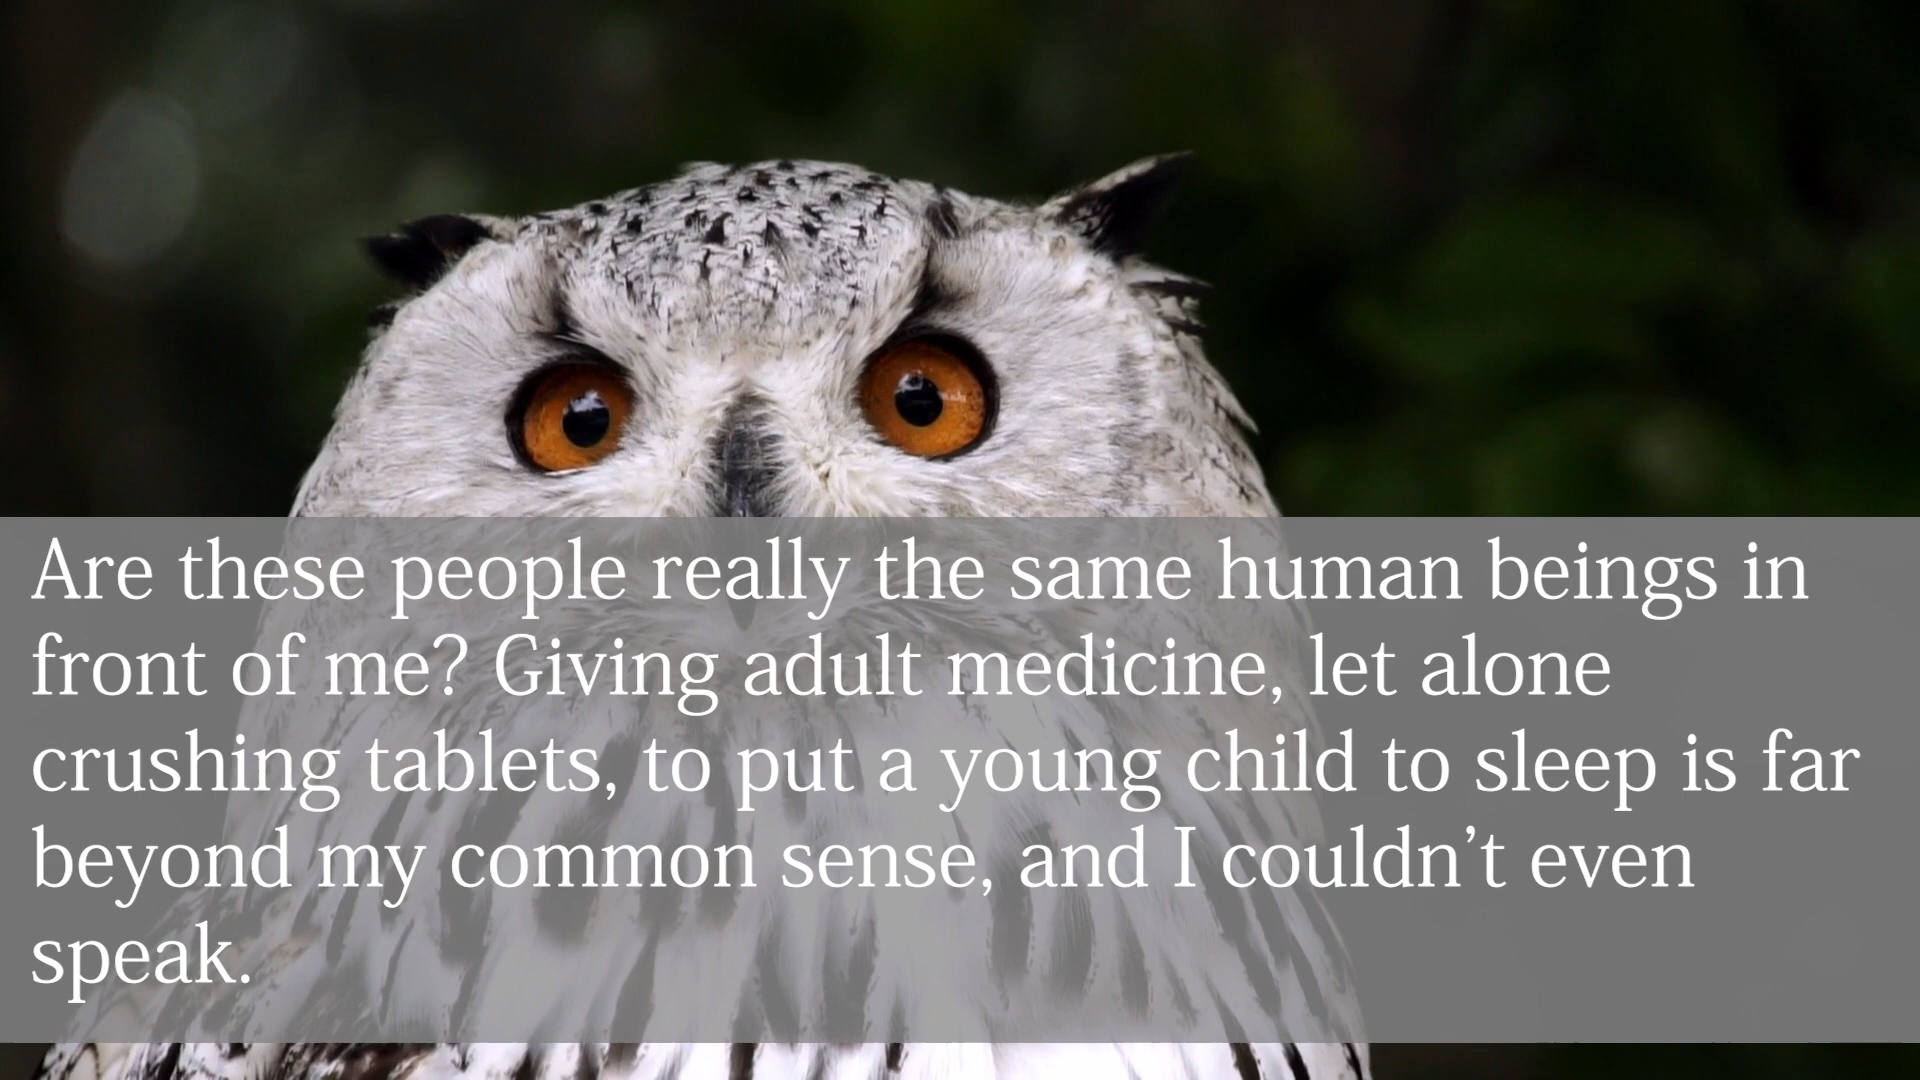 Are these people really the same human beings in
front of me? Giving adult medicine, let alone
crushing tablets, to put a young child to sleep is far
beyond my common sense, and I couldn’t even
speak.